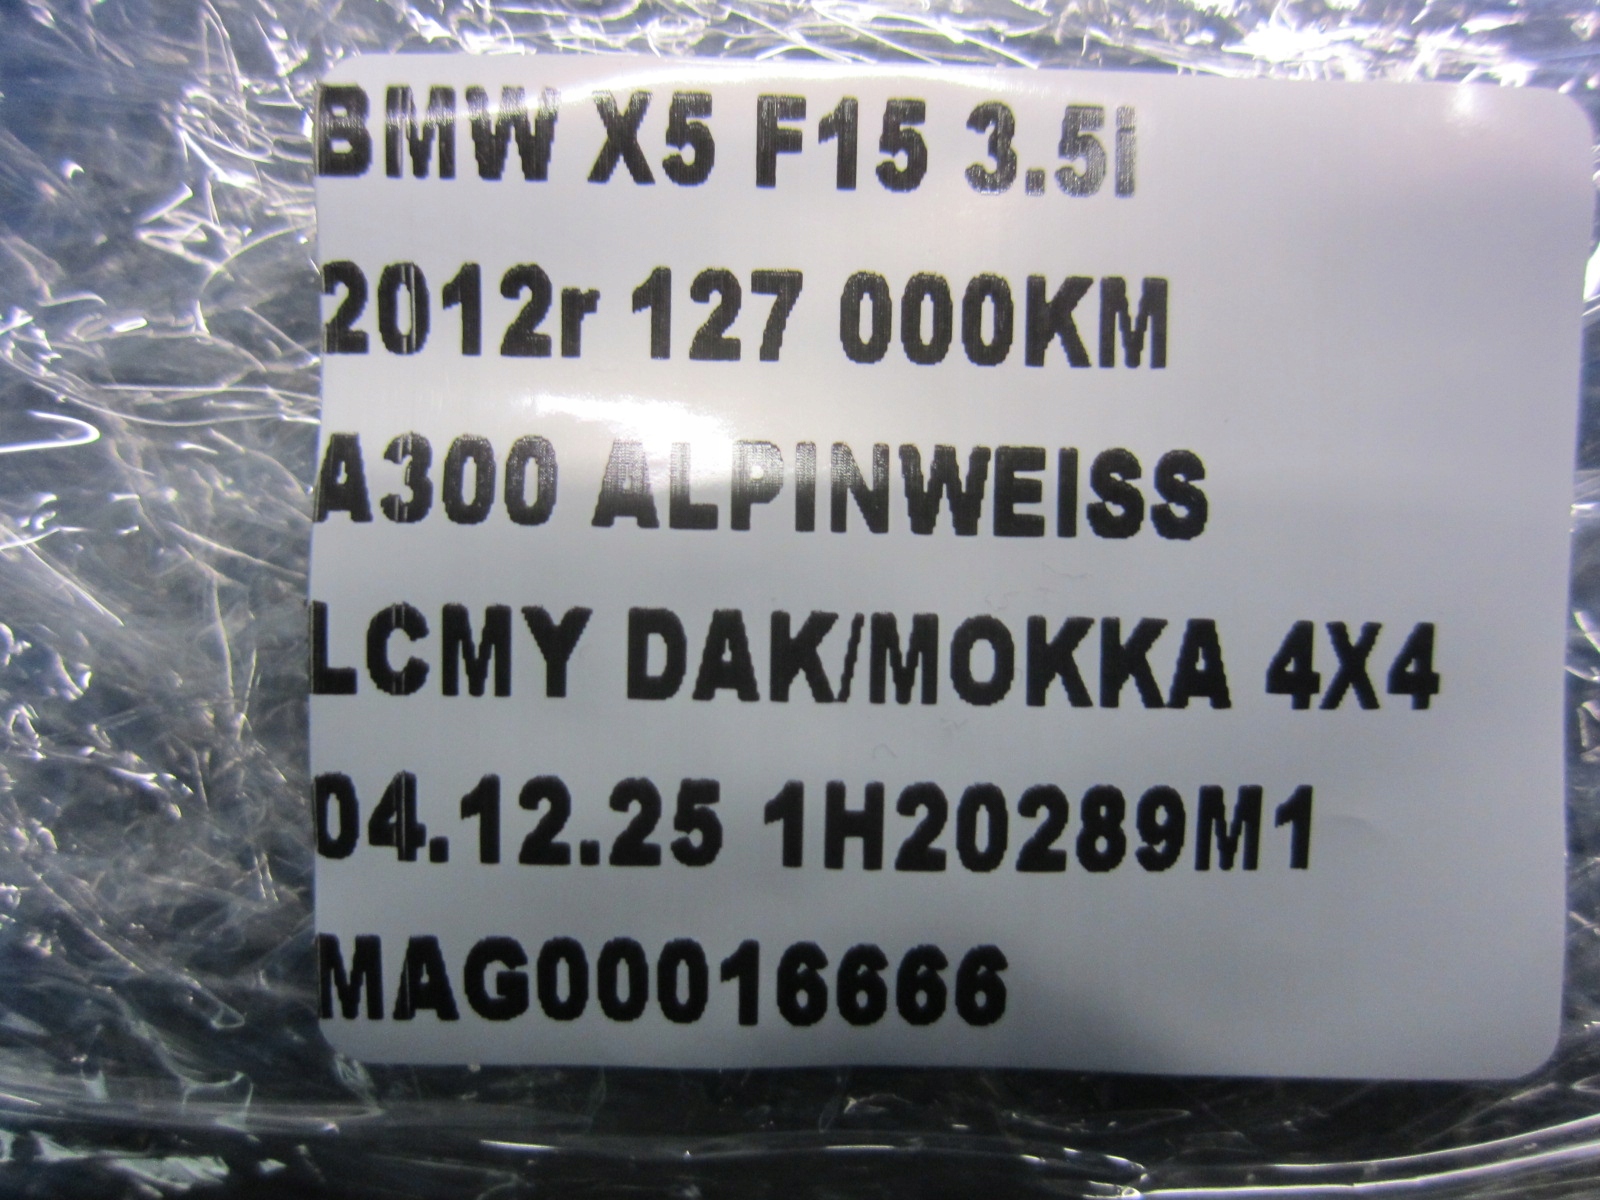 BMW X5 F15 3.5i
2012r 127 000KM
A300 ALPINWEISS
LCMY DAK/MOKKA 4X4
04.12.25 1H20289M1
MAG00016666